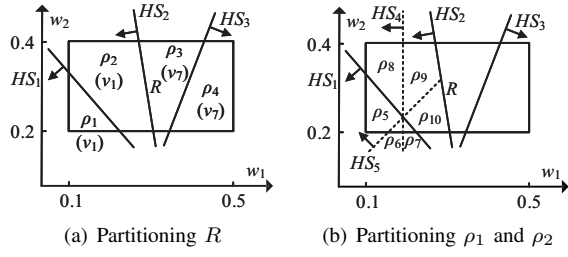 w₂
HS₂
HS₃
0.4
ρ₂
(v₁)
ρ₃
(v₇)
HS₁
R
ρ₄
(v₇)
ρ₁
(v₁)
0.2
w₁
0.1
0.5
(a) Partitioning R
w₂
HS₄
HS₂
HS₃
0.4
ρ₈
ρ₉
HS₁
R
ρ₅
ρ₁₀
0.2
ρ₆
ρ₇
HS₅
w₁
0.1
0.5
(b) Partitioning ρ₁ and ρ₂